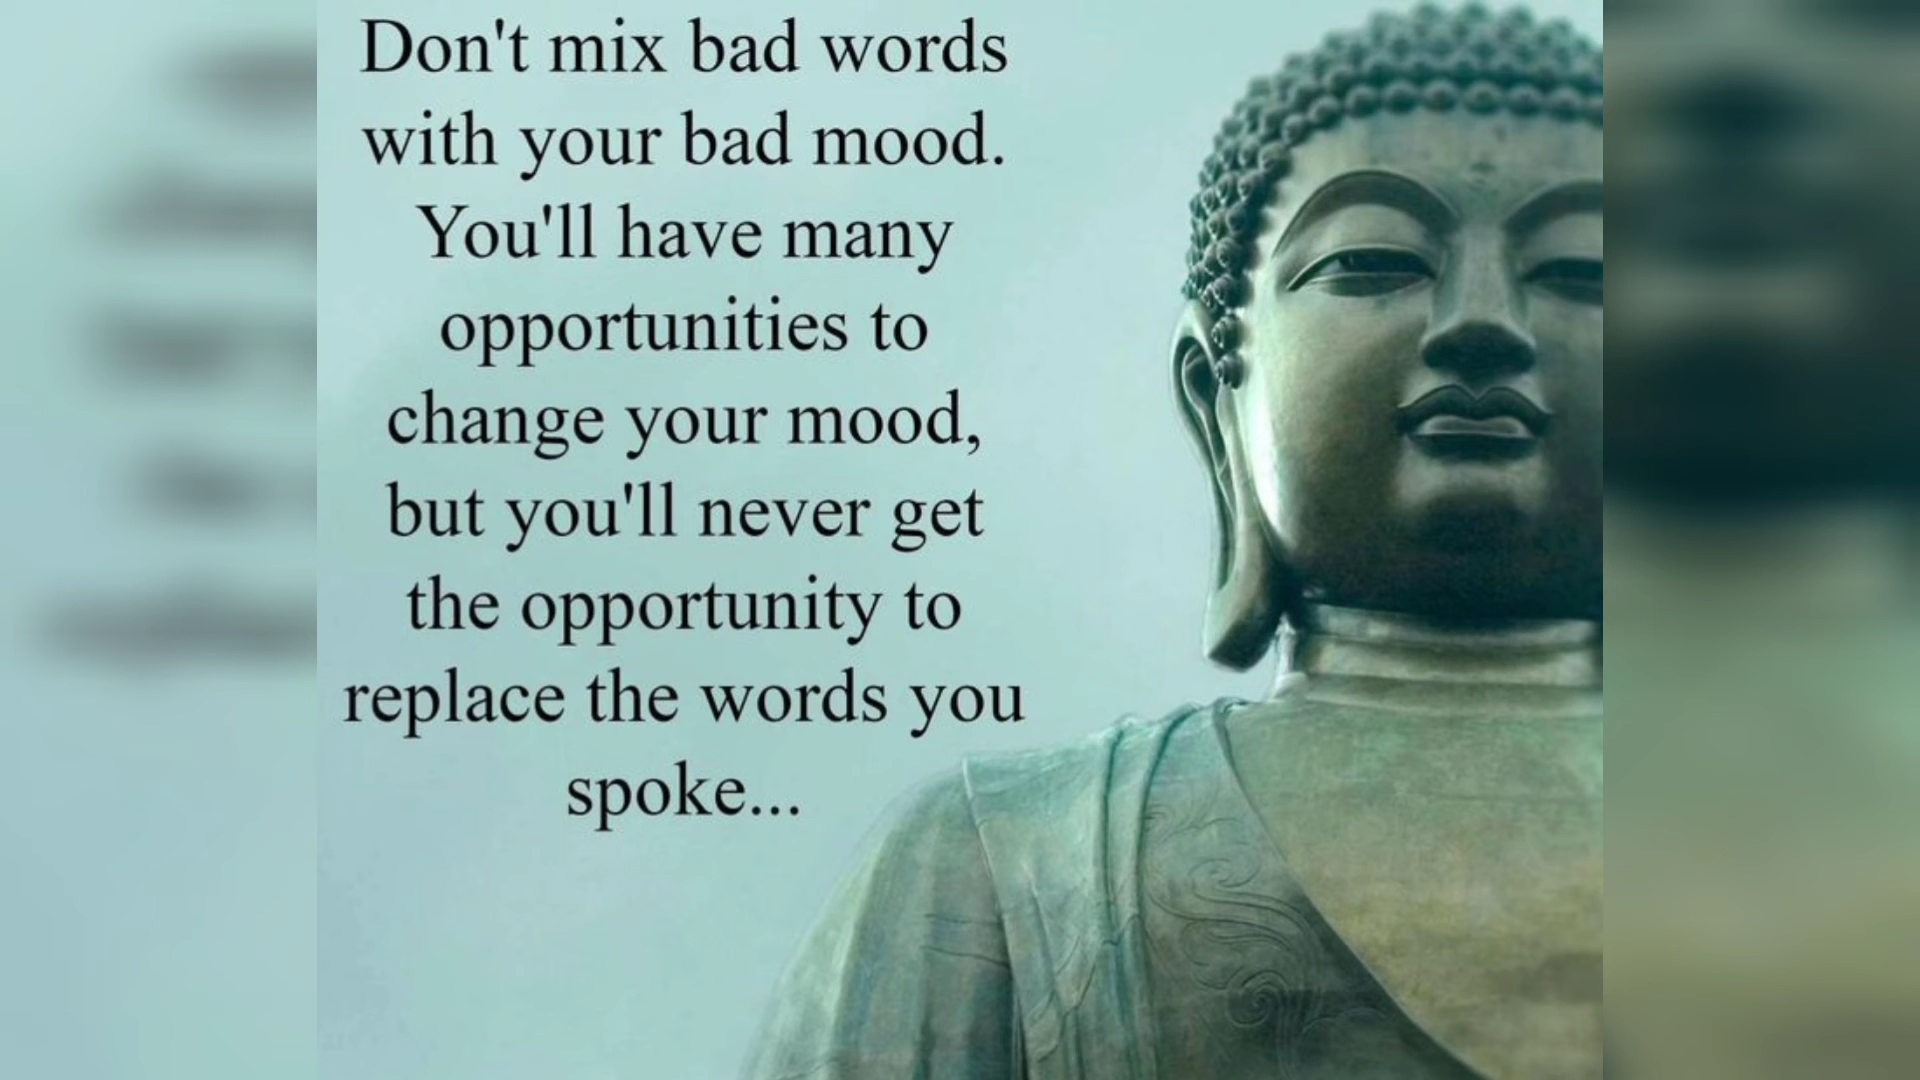 Don't mix bad words
with your bad mood.
You'll have many
opportunities to
change your mood,
but you'll never get
the opportunity to
replace the words you
spoke...